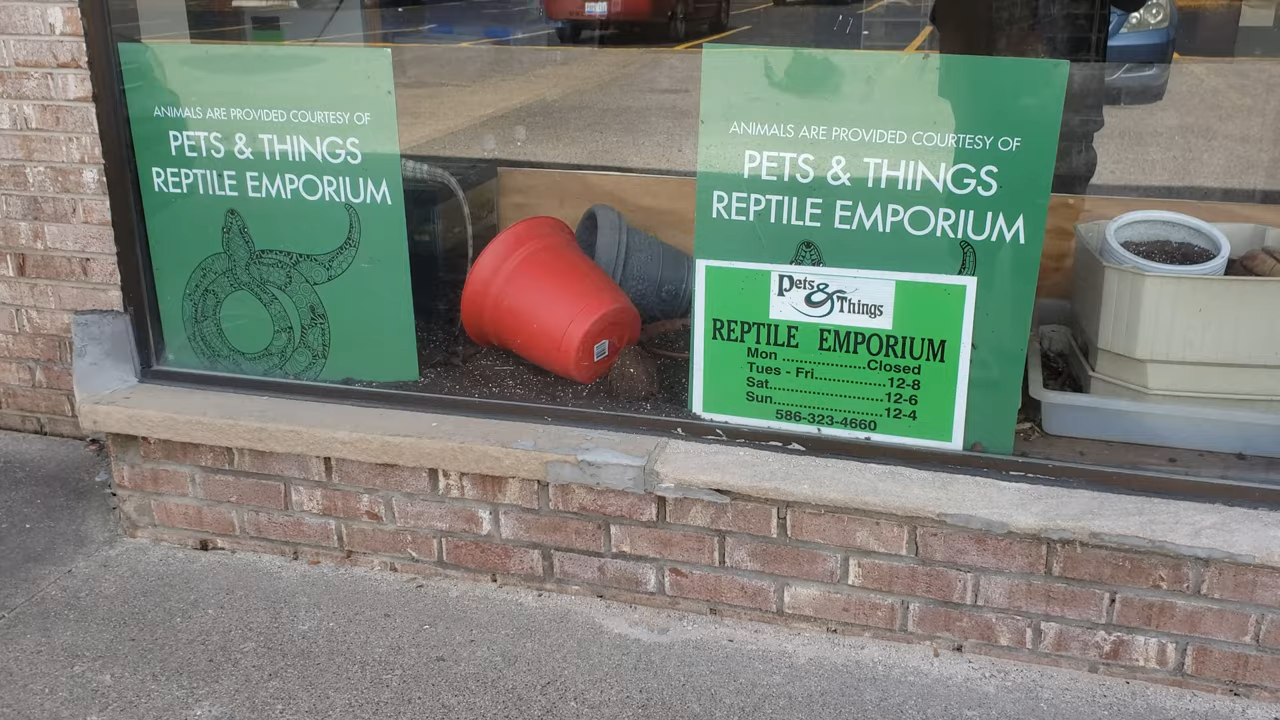 ANIMALS ARE PROVIDED COURTESY OF
PETS & THINGS
REPTILE EMPORIUM
ANIMALS ARE PROVIDED COURTESY OF
PETS & THINGS
REPTILE EMPORIUM
Pets & Things
REPTILE EMPORIUM
Mon ....................Closed
Tues - Fri.................12-8
Sat...........................12-6
Sun..........................12-4
586-323-4660